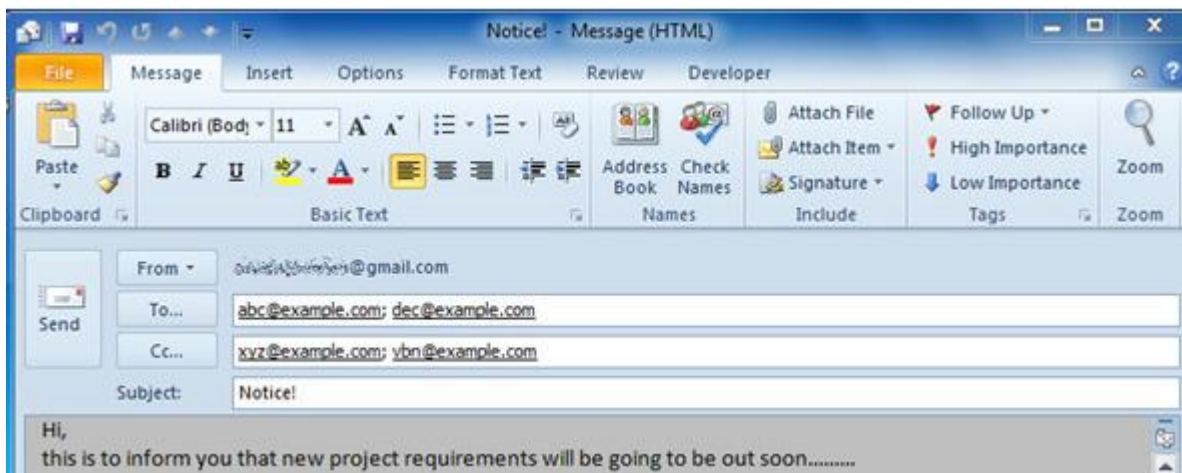 Notice! - Message (HTML)
File Message Insert Options Format Text Review Developer
Paste
Clipboard
Calibri (Body 11
B I U A
Basic Text
Address Book
Check Names
Names
Attach File
Attach Item
Signature
Include
Follow Up
High Importance
Low Importance
Tags
Zoom
Zoom
Send
From @gmail.com
To... abc@example.com; dec@example.com
Cc... xyz@example.com; vbn@example.com
Subject: Notice!
Hi,
this is to inform you that new project requirements will be going to be out soon.........